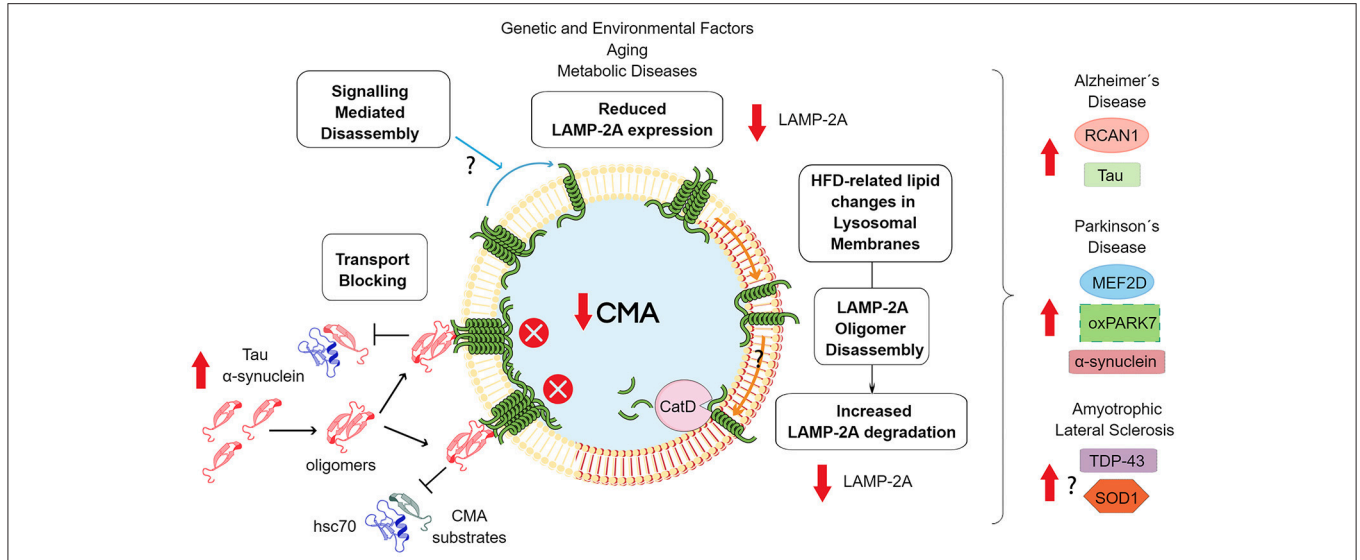 Genetic and Environmental Factors
Aging
Metabolic Diseases
Signalling
Mediated
Disassembly
Reduced
LAMP-2A expression
LAMP-2A
?
HFD-related lipid
changes in
Lysosomal
Membranes
Transport
Blocking
CMA
LAMP-2A
Oligomer
Disassembly
?
Tau
α-synuclein
CatD
Increased
LAMP-2A degradation
oligomers
LAMP-2A
hsc70
CMA
substrates
Alzheimer´s
Disease
RCAN1
Tau
Parkinson´s
Disease
MEF2D
oxPARK7
α-synuclein
Amyotrophic
Lateral Sclerosis
TDP-43
?
SOD1